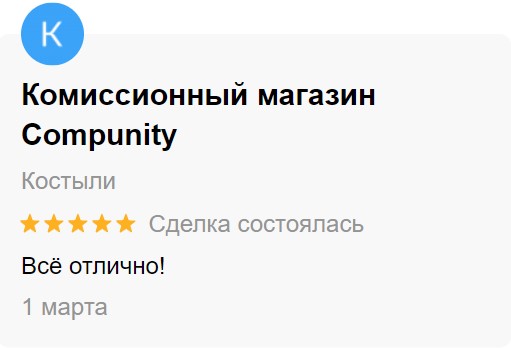 К
Комиссионный магазин
Compunity
Костыли
Сделка состоялась
Всё отлично!
1 марта